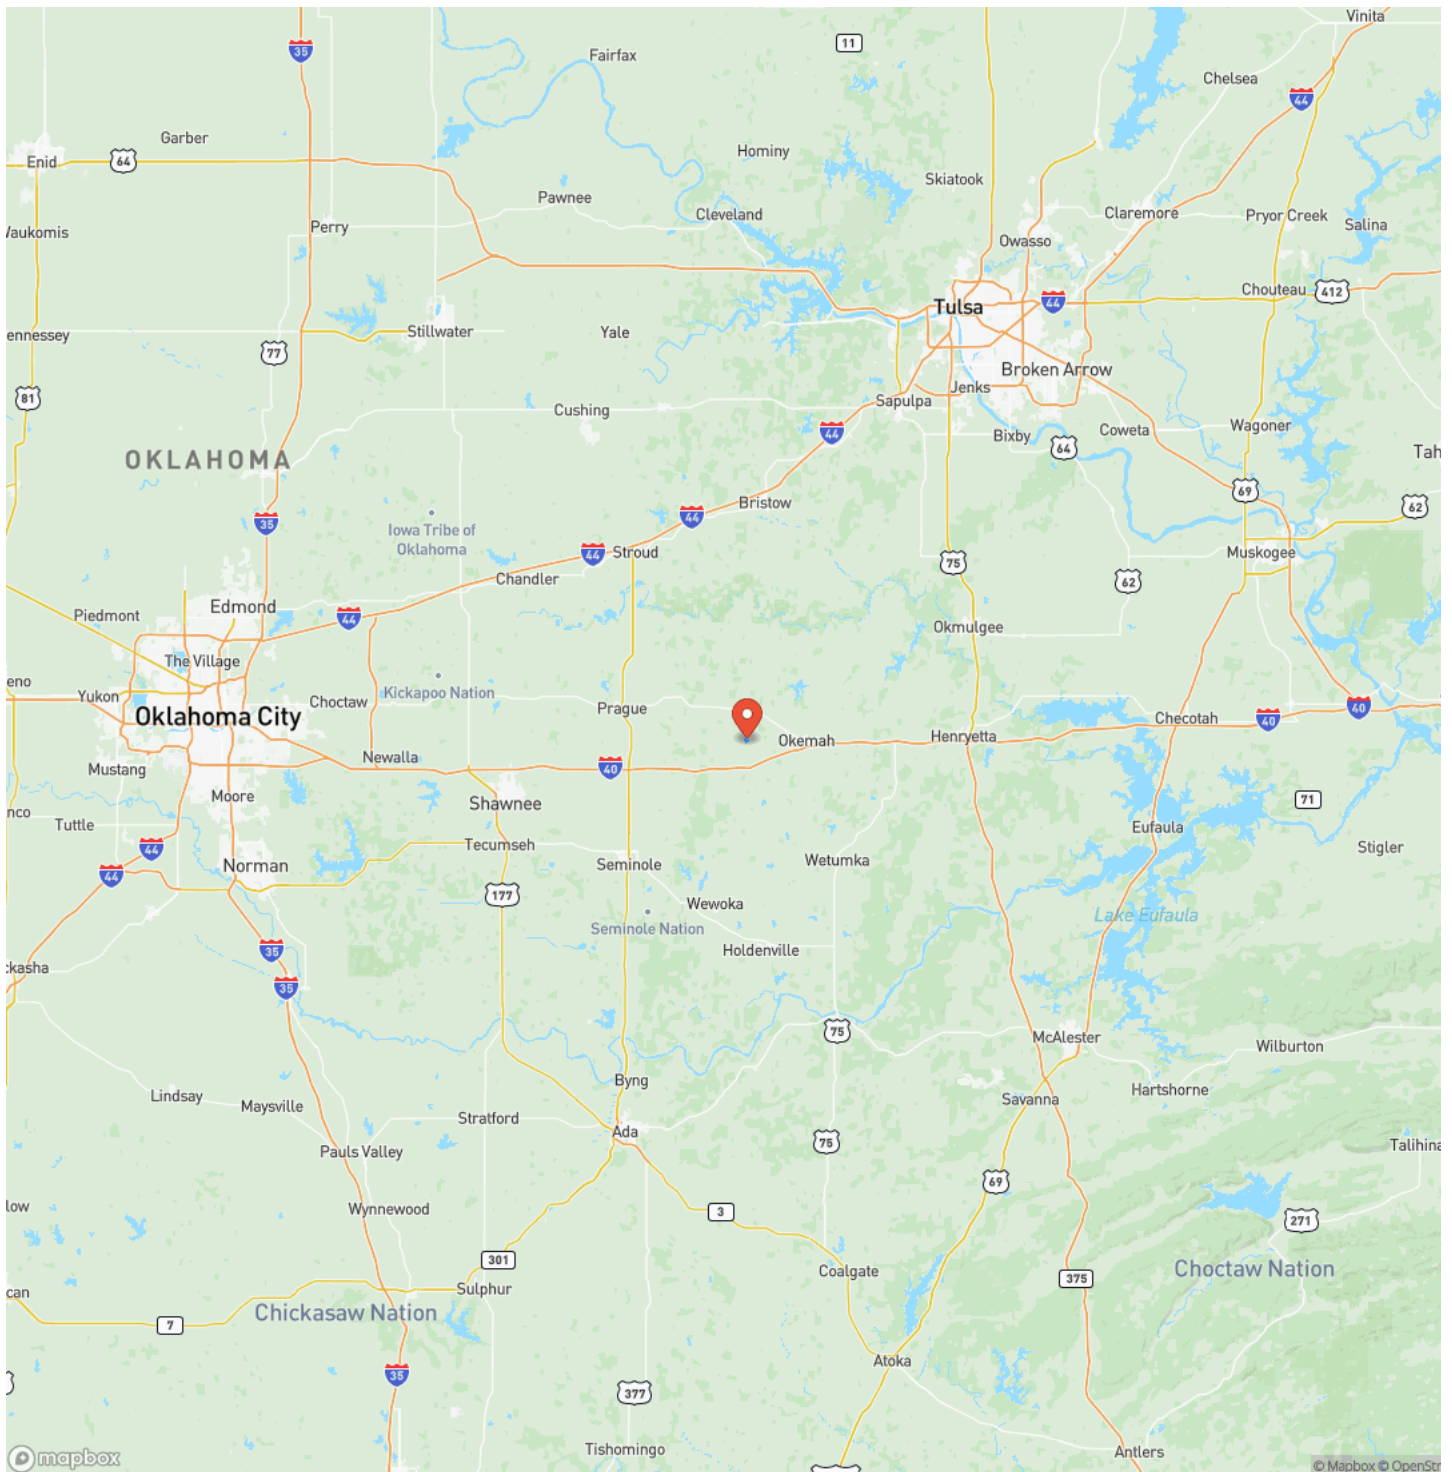 Vinita
11
35
Fairfax
Chelsea
44
Garber
Enid
64
Hominy
Skiatook
Pawnee
Cleveland
Claremore
Pryor Creek
Salina
Perry
Waukomis
Owasso
Chouteau
412
Tulsa
44
Yale
Stillwater
ennessey
77
Broken Arrow
Jenks
81
Sapulpa
Cushing
Wagoner
Coweta
Bixby
44
64
Tah
OKLAHOMA
69
62
Bristow
44
35
Iowa Tribe of
Oklahoma
44
Stroud
Muskogee
75
62
Chandler
Edmond
Piedmont
44
Okmulgee
The Village
eno
Yukon
Choctaw
Kickapoo Nation
Prague
Oklahoma City
Checotah
40
40
Okemah
Henryetta
Newalla
Mustang
40
Moore
Shawnee
71
nco
Tuttle
Eufaula
44
Tecumseh
Stigler
44
Norman
Seminole
Wetumka
177
Wewoka
Lake Eufaula
Seminole Nation
35
Holdenville
ckasha
35
75
McAlester
Wilburton
Byng
Hartshorne
Lindsay
Maysville
Savanna
Stratford
Ada
75
Talihina
Pauls Valley
69
low
Wynnewood
3
271
301
Coalgate
Choctaw Nation
375
can
Sulphur
Chickasaw Nation
7
Atoka
35
377
Tishomingo
Antlers
mapbox
© Mapbox © OpenStr